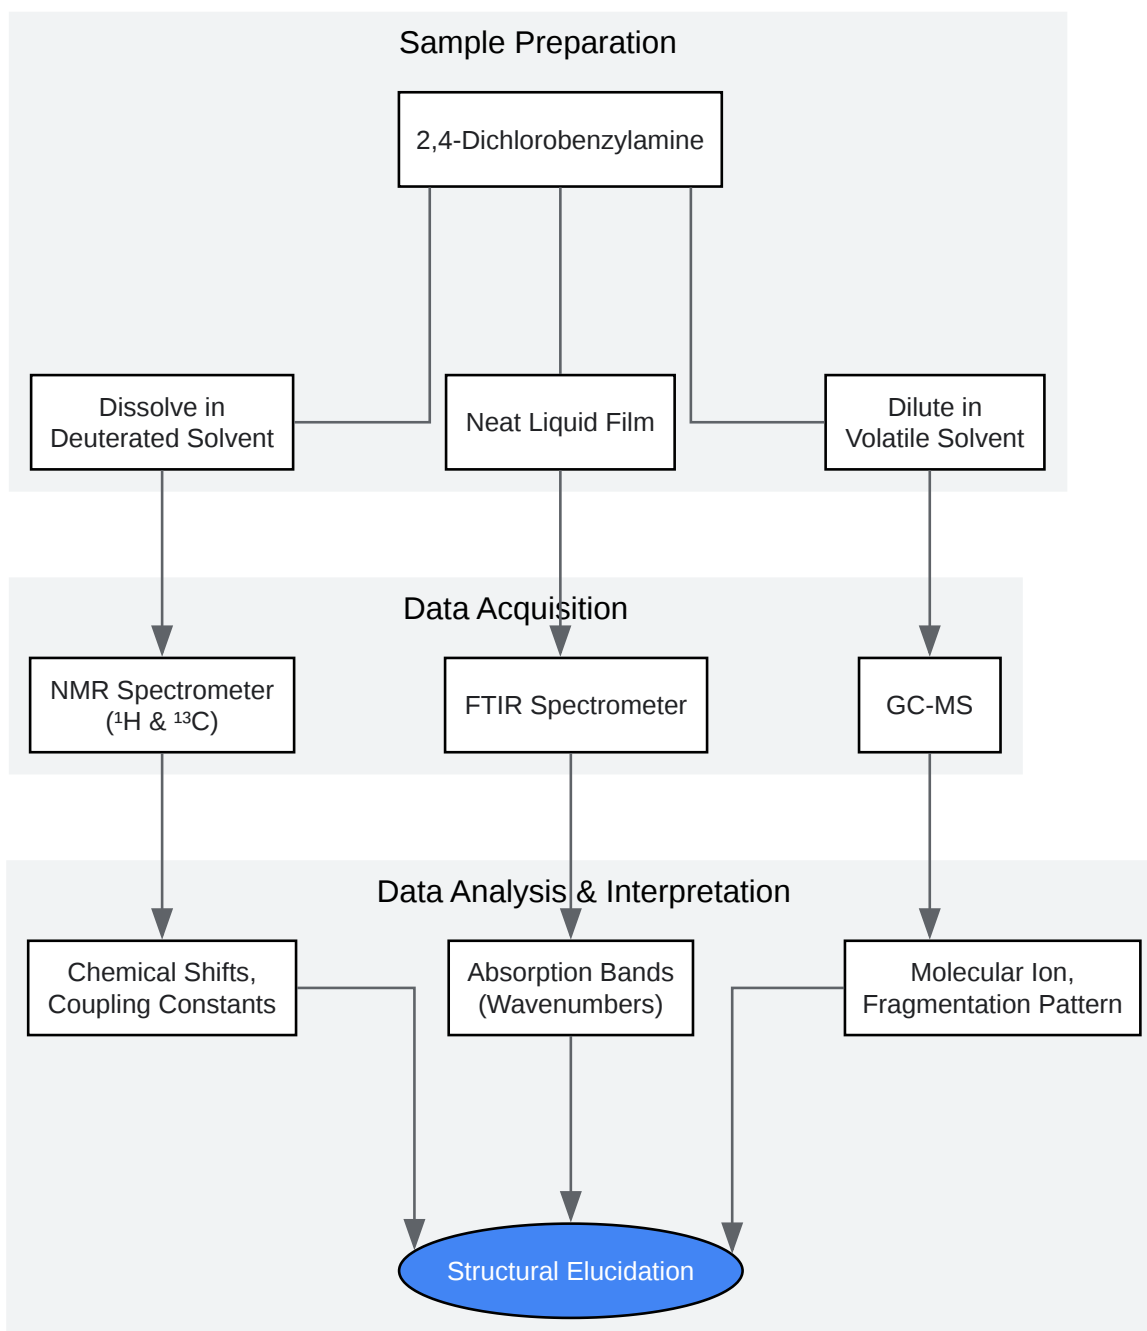 Sample Preparation
2,4-Dichlorobenzylamine
Dissolve in
Deuterated Solvent
Neat Liquid Film
Dilute in
Volatile Solvent
Data Acquisition
NMR Spectrometer
(¹H & ¹³C)
FTIR Spectrometer
GC-MS
Data Analysis & Interpretation
Chemical Shifts,
Coupling Constants
Absorption Bands
(Wavenumbers)
Molecular Ion,
Fragmentation Pattern
Structural Elucidation